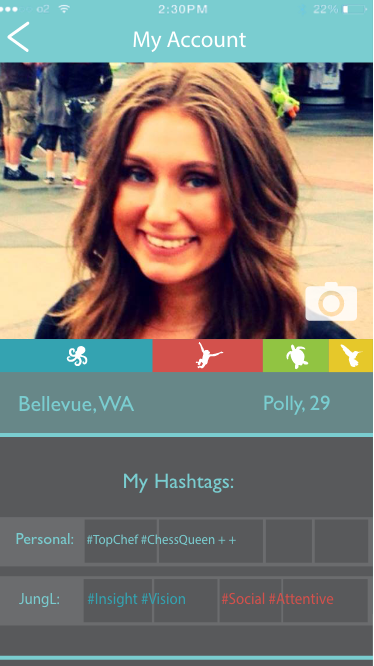 o2 2:30PM 22%
My Account
Bellevue, WA Polly, 29
My Hashtags:
Personal: #TopChef #ChessQueen + +
JungL: #Insight #Vision #Social #Attentive